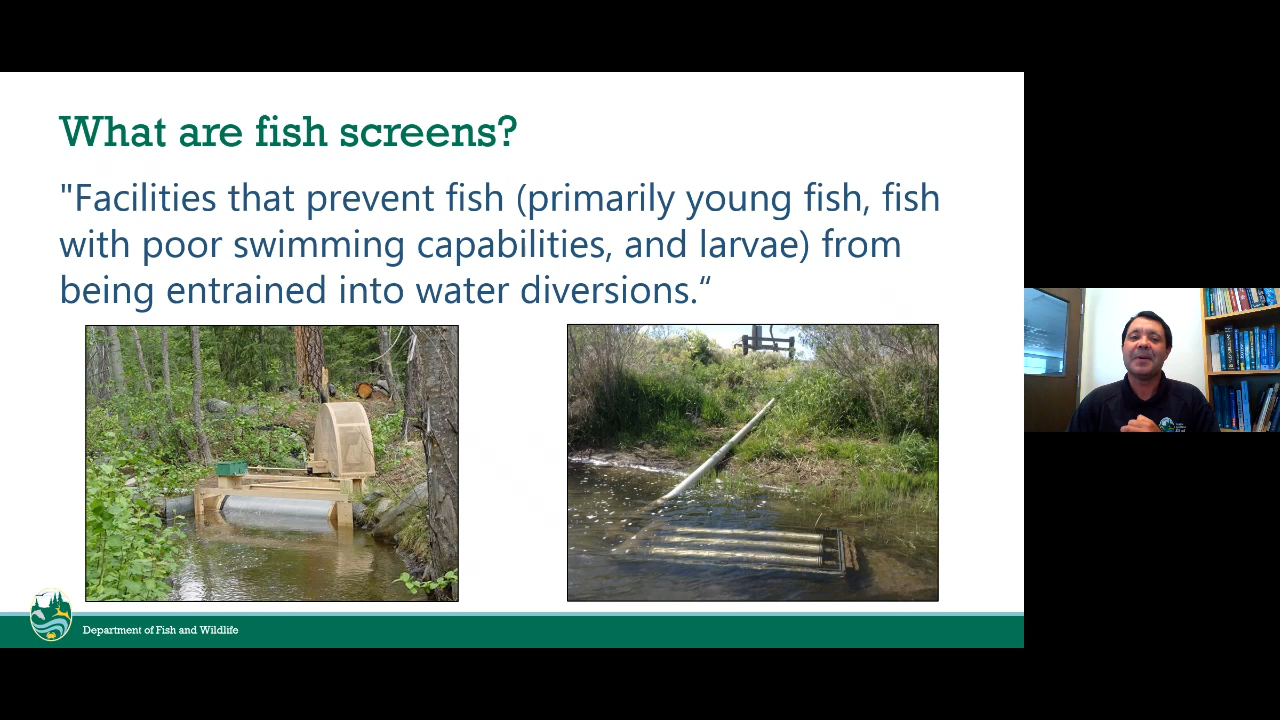 What are fish screens?
"Facilities that prevent fish (primarily young fish, fish
with poor swimming capabilities, and larvae) from
being entrained into water diversions.“
Department of Fish and Wildlife